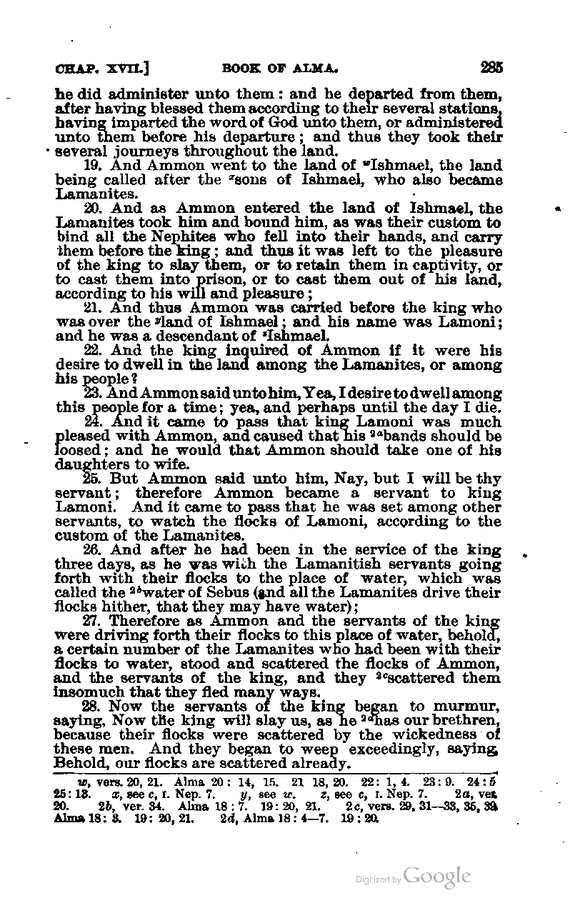 CHAP. XVII.] BOOK OF ALMA. 285
he did administer unto them: and he departed from them,
after having blessed them according to their several stations,
having imparted the word of God unto them, or administered
unto them before his departure; and thus they took their
several journeys throughout the land.
19. And Ammon went to the land of ʷIshmael, the land
being called after the ˣsons of Ishmael, who also became
Lamanites.
20. And as Ammon entered the land of Ishmael, the
Lamanites took him and bound him, as was their custom to
bind all the Nephites who fell into their hands, and carry
them before the king; and thus it was left to the pleasure
of the king to slay them, or to retain them in captivity, or
to cast them into prison, or to cast them out of his land,
according to his will and pleasure;
21. And thus Ammon was carried before the king who
was over the ʸland of Ishmael; and his name was Lamoni;
and he was a descendant of ᶻIshmael.
22. And the king inquired of Ammon if it were his
desire to dwell in the land among the Lamanites, or among
his people?
23. And Ammon said unto him, Yea, I desire to dwell among
this people for a time; yea, and perhaps until the day I die.
24. And it came to pass that king Lamoni was much
pleased with Ammon, and caused that his ²ᵃbands should be
loosed; and he would that Ammon should take one of his
daughters to wife.
25. But Ammon said unto him, Nay, but I will be thy
servant; therefore Ammon became a servant to king
Lamoni. And it came to pass that he was set among other
servants, to watch the flocks of Lamoni, according to the
custom of the Lamanites.
26. And after he had been in the service of the king
three days, as he was with the Lamanitish servants going
forth with their flocks to the place of water, which was
called the ²ᵇwater of Sebus (and all the Lamanites drive their
flocks hither, that they may have water);
27. Therefore as Ammon and the servants of the king
were driving forth their flocks to this place of water, behold,
a certain number of the Lamanites who had been with their
flocks to water, stood and scattered the flocks of Ammon,
and the servants of the king, and they ²ᶜscattered them
insomuch that they fled many ways.
28. Now the servants of the king began to murmur,
saying, Now the king will slay us, as he ²ᵈhas our brethren,
because their flocks were scattered by the wickedness of
these men. And they began to weep exceedingly, saying,
Behold, our flocks are scattered already.
w, vers. 20, 21. Alma 20: 14, 15. 21 18, 20. 22: 1, 4. 23: 9. 24: 5
25: 13. x, see c, I. Nep. 7. y, see w. z, see c, I. Nep. 7. 2a, ver.
20. 2b, ver. 34. Alma 18: 7. 19: 20, 21. 2c, vers. 29, 31—33, 35, 39
Alma 18: 3. 19: 20, 21. 2d, Alma 18: 4—7. 19: 20.
Digitized by Google